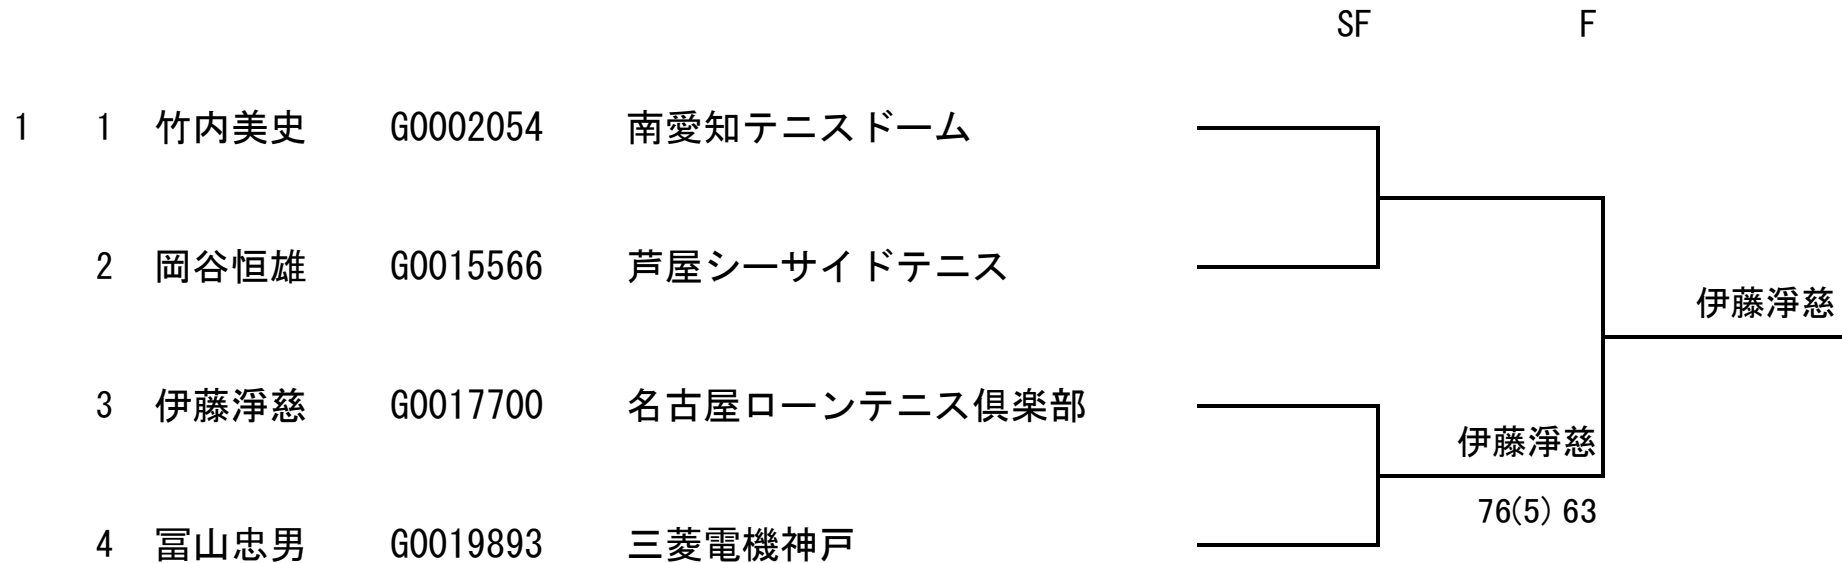 SF F
1 1 竹内美史 G0002054 南愛知テニスドーム
2 岡谷恒雄 G0015566 芦屋シーサイドテニス
伊藤淨慈
3 伊藤淨慈 G0017700 名古屋ローンテニス倶楽部
伊藤淨慈
76(5) 63
4 冨山忠男 G0019893 三菱電機神戸